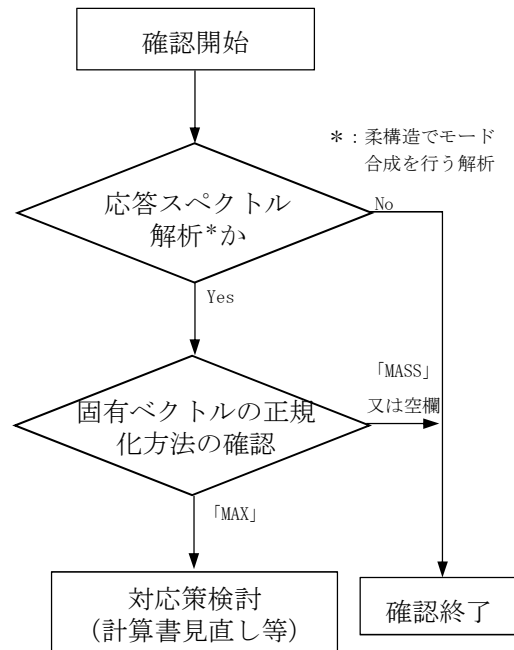 確認開始
*：柔構造でモード
合成を行う解析
応答スペクトル
解析*か
No
Yes
「MASS」
又は空欄
固有ベクトルの正規
化方法の確認
「MAX」
対応策検討
(計算書見直し等)
確認終了